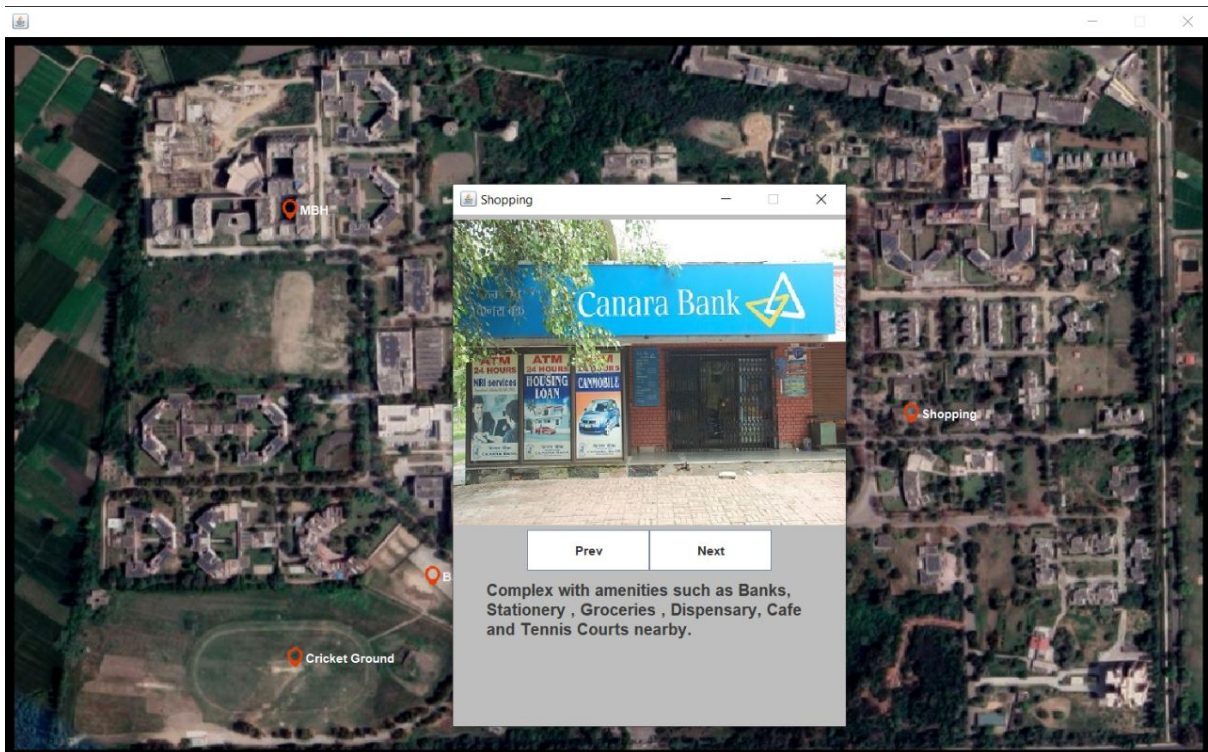 Shopping
MBH
केनरा बैंक
Canara Bank
ATM
24 HOURS
NRI services
ATM
24 HOURS
HOUSING
LOAN
CANMOBILE
Shopping
B
Prev
Next
Complex with amenities such as Banks,
Stationery , Groceries , Dispensary, Cafe
and Tennis Courts nearby.
Cricket Ground